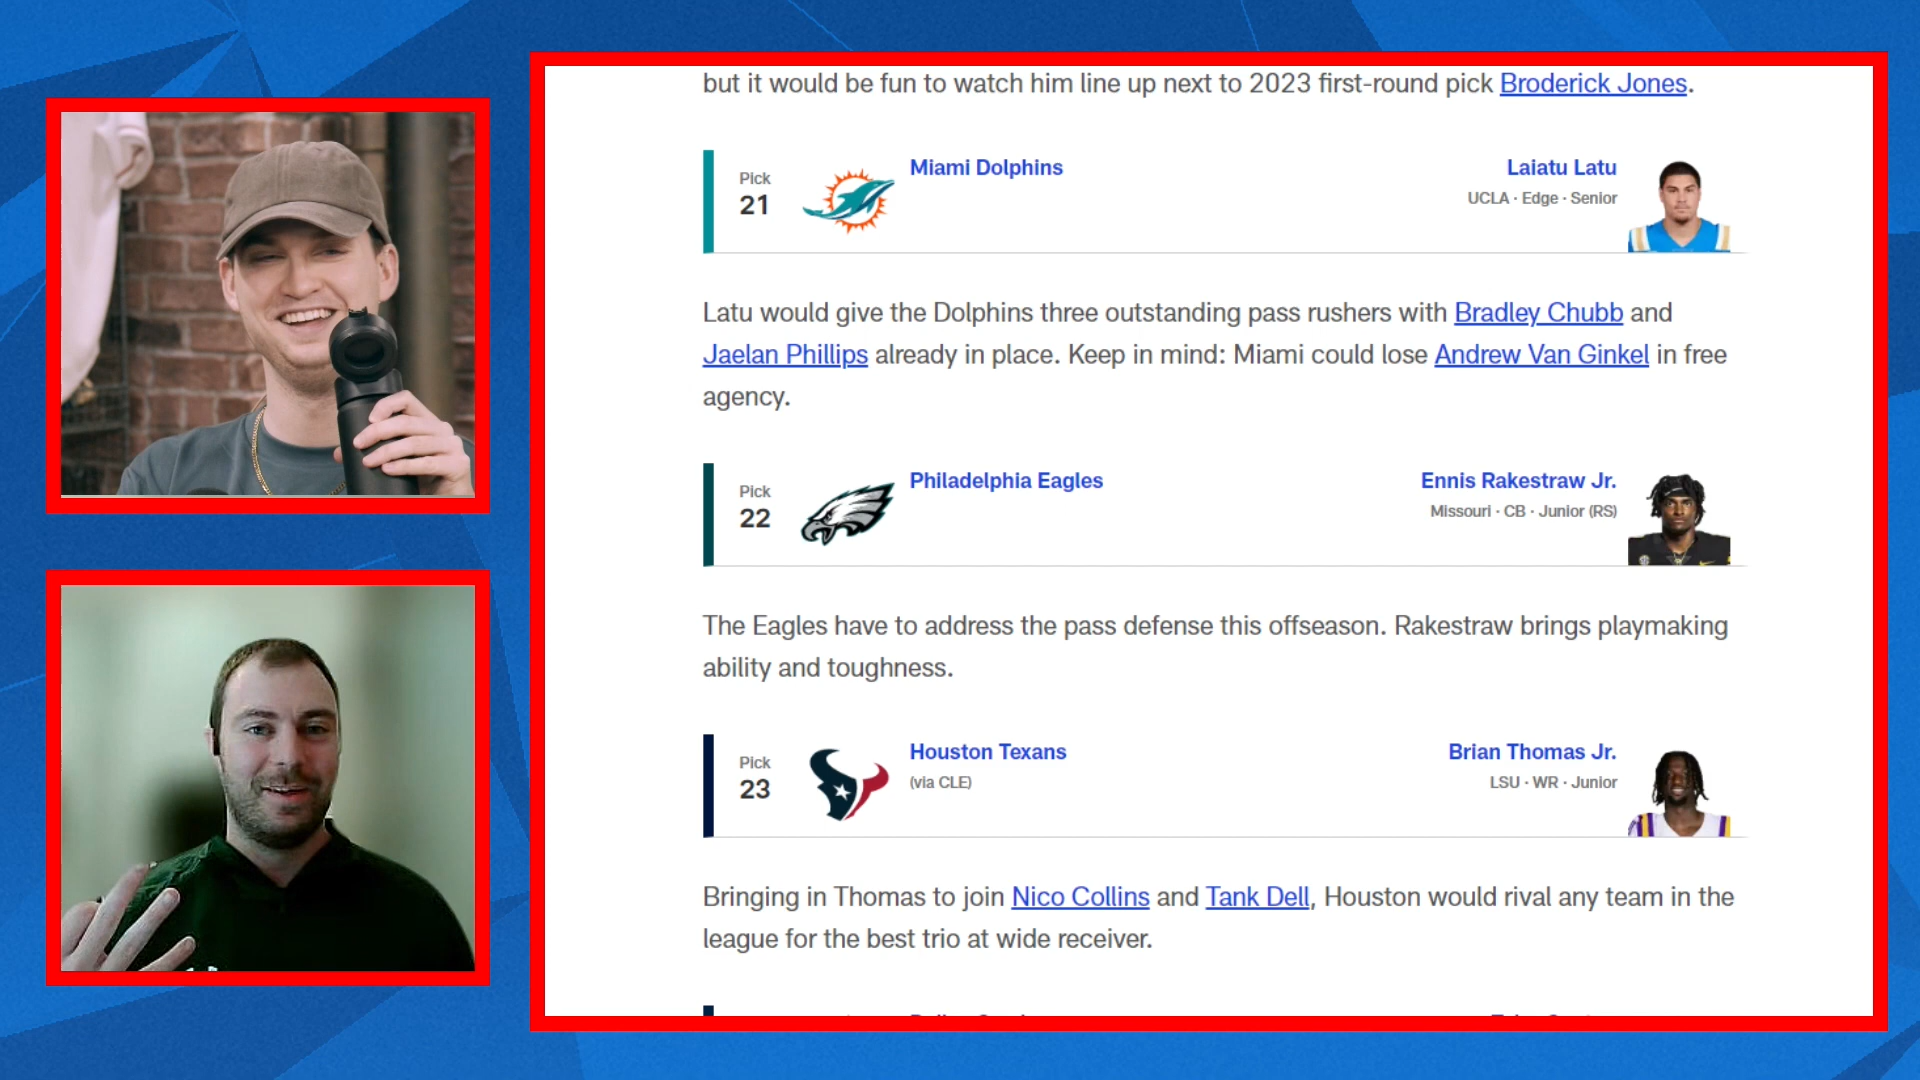 but it would be fun to watch him line up next to 2023 first-round pick Broderick Jones.
Pick
21
Miami Dolphins
Laiatu Latu
UCLA · Edge · Senior
Latu would give the Dolphins three outstanding pass rushers with Bradley Chubb and
Jaelan Phillips already in place. Keep in mind: Miami could lose Andrew Van Ginkel in free
agency.
Pick
22
Philadelphia Eagles
Ennis Rakestraw Jr.
Missouri · CB · Junior (RS)
The Eagles have to address the pass defense this offseason. Rakestraw brings playmaking
ability and toughness.
Pick
23
Houston Texans
(via CLE)
Brian Thomas Jr.
LSU · WR · Junior
Bringing in Thomas to join Nico Collins and Tank Dell, Houston would rival any team in the
league for the best trio at wide receiver.